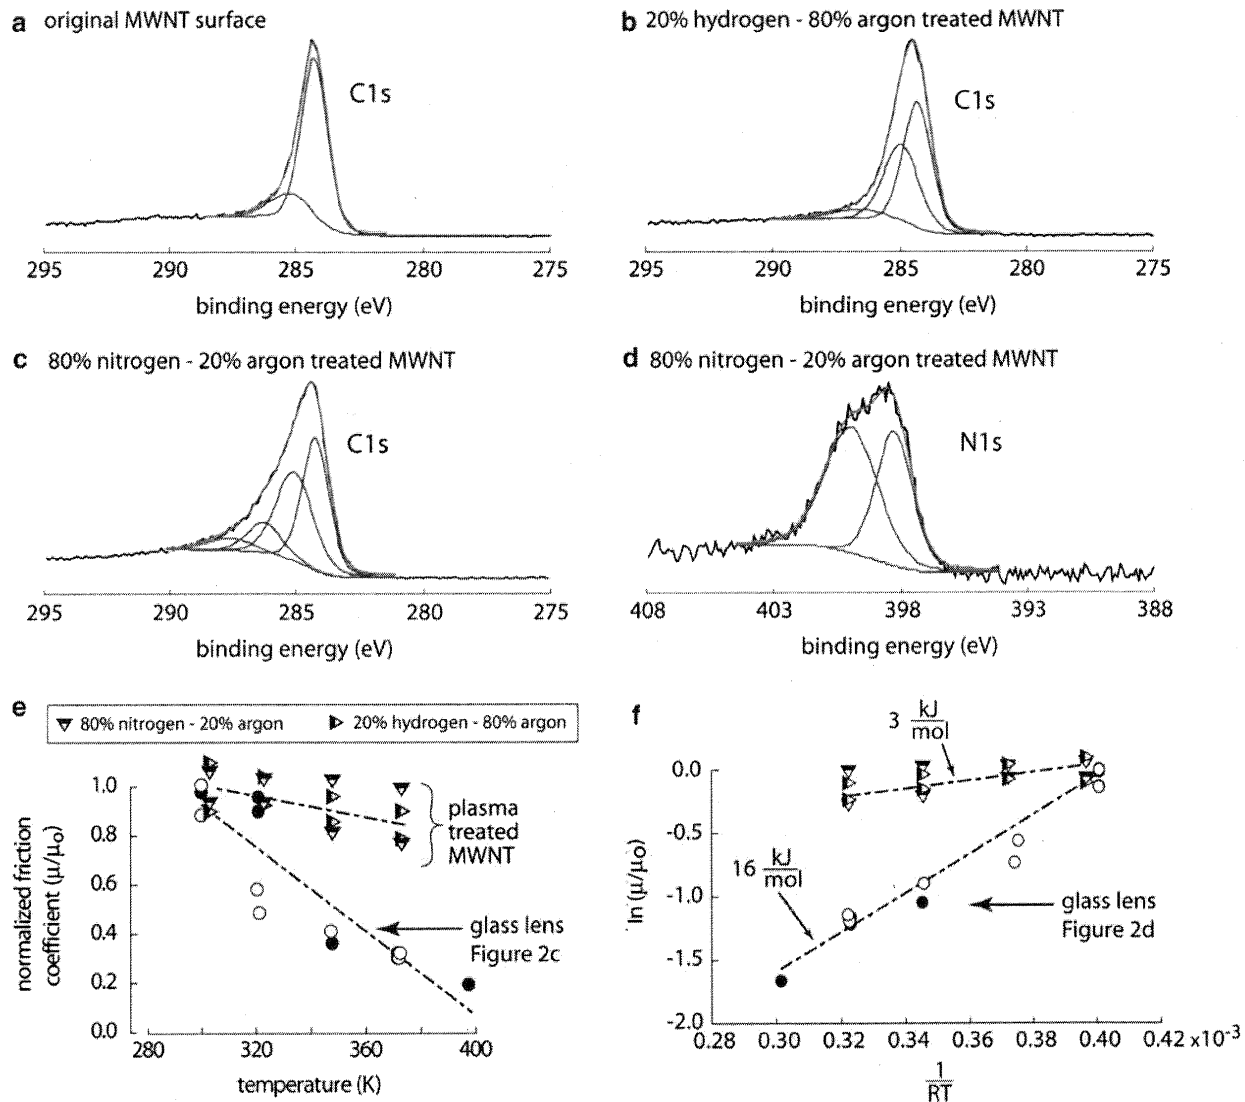 a original MWNT surface
C1s
295 290 285 280 275
binding energy (eV)
b 20% hydrogen - 80% argon treated MWNT
C1s
295 290 285 280 275
binding energy (eV)
c 80% nitrogen - 20% argon treated MWNT
C1s
295 290 285 280 275
binding energy (eV)
d 80% nitrogen - 20% argon treated MWNT
N1s
408 403 398 393 388
binding energy (eV)
e
80% nitrogen - 20% argon 20% hydrogen - 80% argon
normalized friction
coefficient (μ/μo)
1.0
0.8
0.6
0.4
0.2
0.0
plasma
treated
MWNT
glass lens
Figure 2c
280 320 360 400
temperature (K)
f
ln (μ/μo)
0.0
-0.5
-1.0
-1.5
-2.0
3 kJ
mol
16 kJ
mol
glass lens
Figure 2d
0.28 0.30 0.32 0.34 0.36 0.38 0.40 0.42 x10⁻³
1
RT